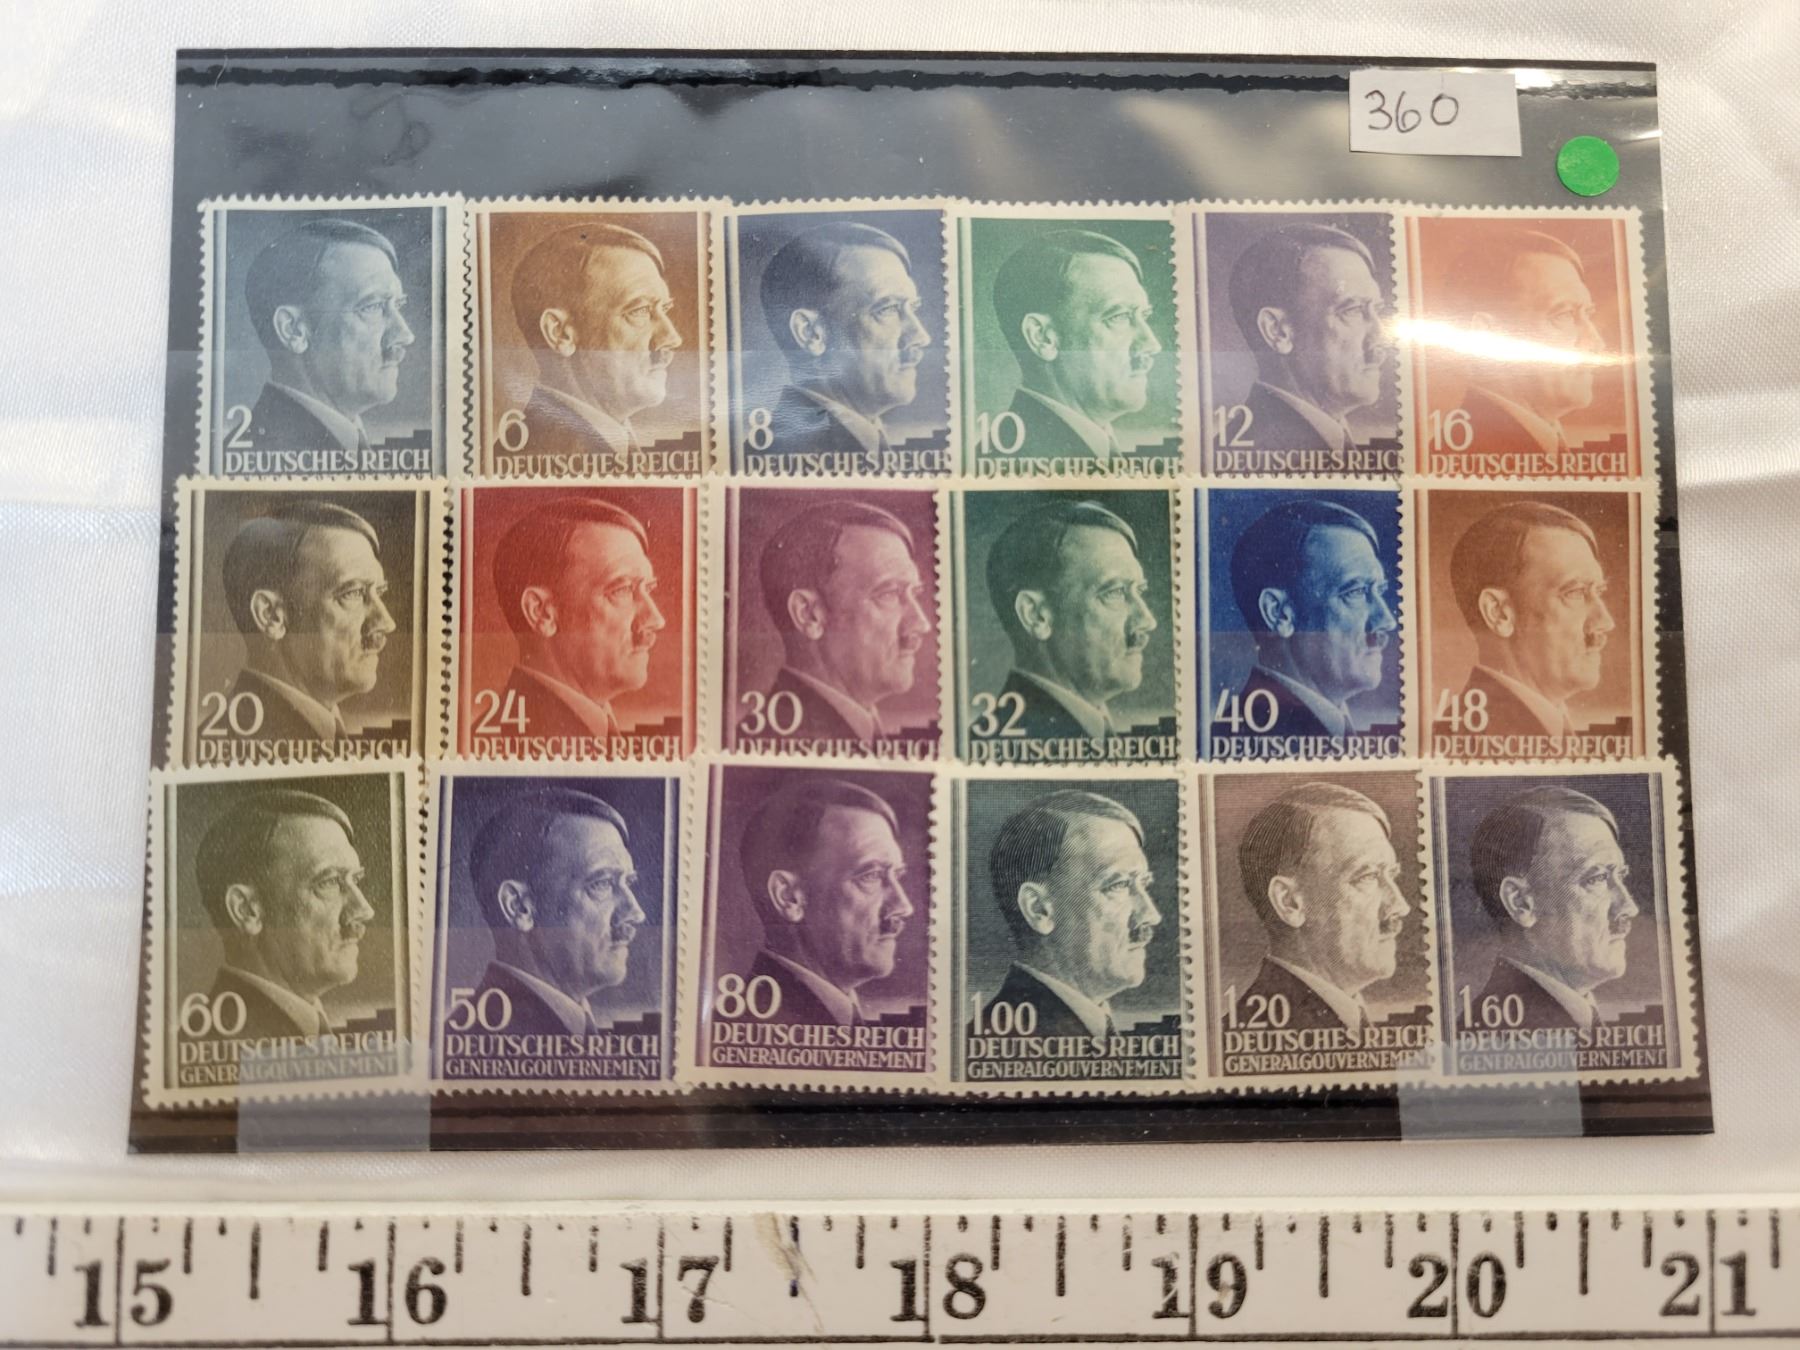 360
2
DEUTSCHES REICH
6
DEUTSCHES REICH
8
DEUTSCHES REICH
10
DEUTSCHES REICH
12
DEUTSCHES REIC
16
DEUTSCHES REICH
20
DEUTSCHES REICH
24
DEUTSCHES REICH
30
DEUTSCHES REICH
32
DEUTSCHES REICH
40
DEUTSCHES REIC
48
DEUTSCHES REICH
60
DEUTSCHES REICH
GENERALGOUVERNEMENT
50
DEUTSCHES REICH
GENERALGOUVERNEMENT
80
DEUTSCHES REICH
GENERALGOUVERNEMENT
1.00
DEUTSCHES REICH
GENERALGOUVERNEMENT
1.20
DEUTSCHES REICH
GENERALGOUVERNEMEN
1.60
DEUTSCHES REICH
GENERALGOUVERNEMENT
15 16 17 18 19 20 21